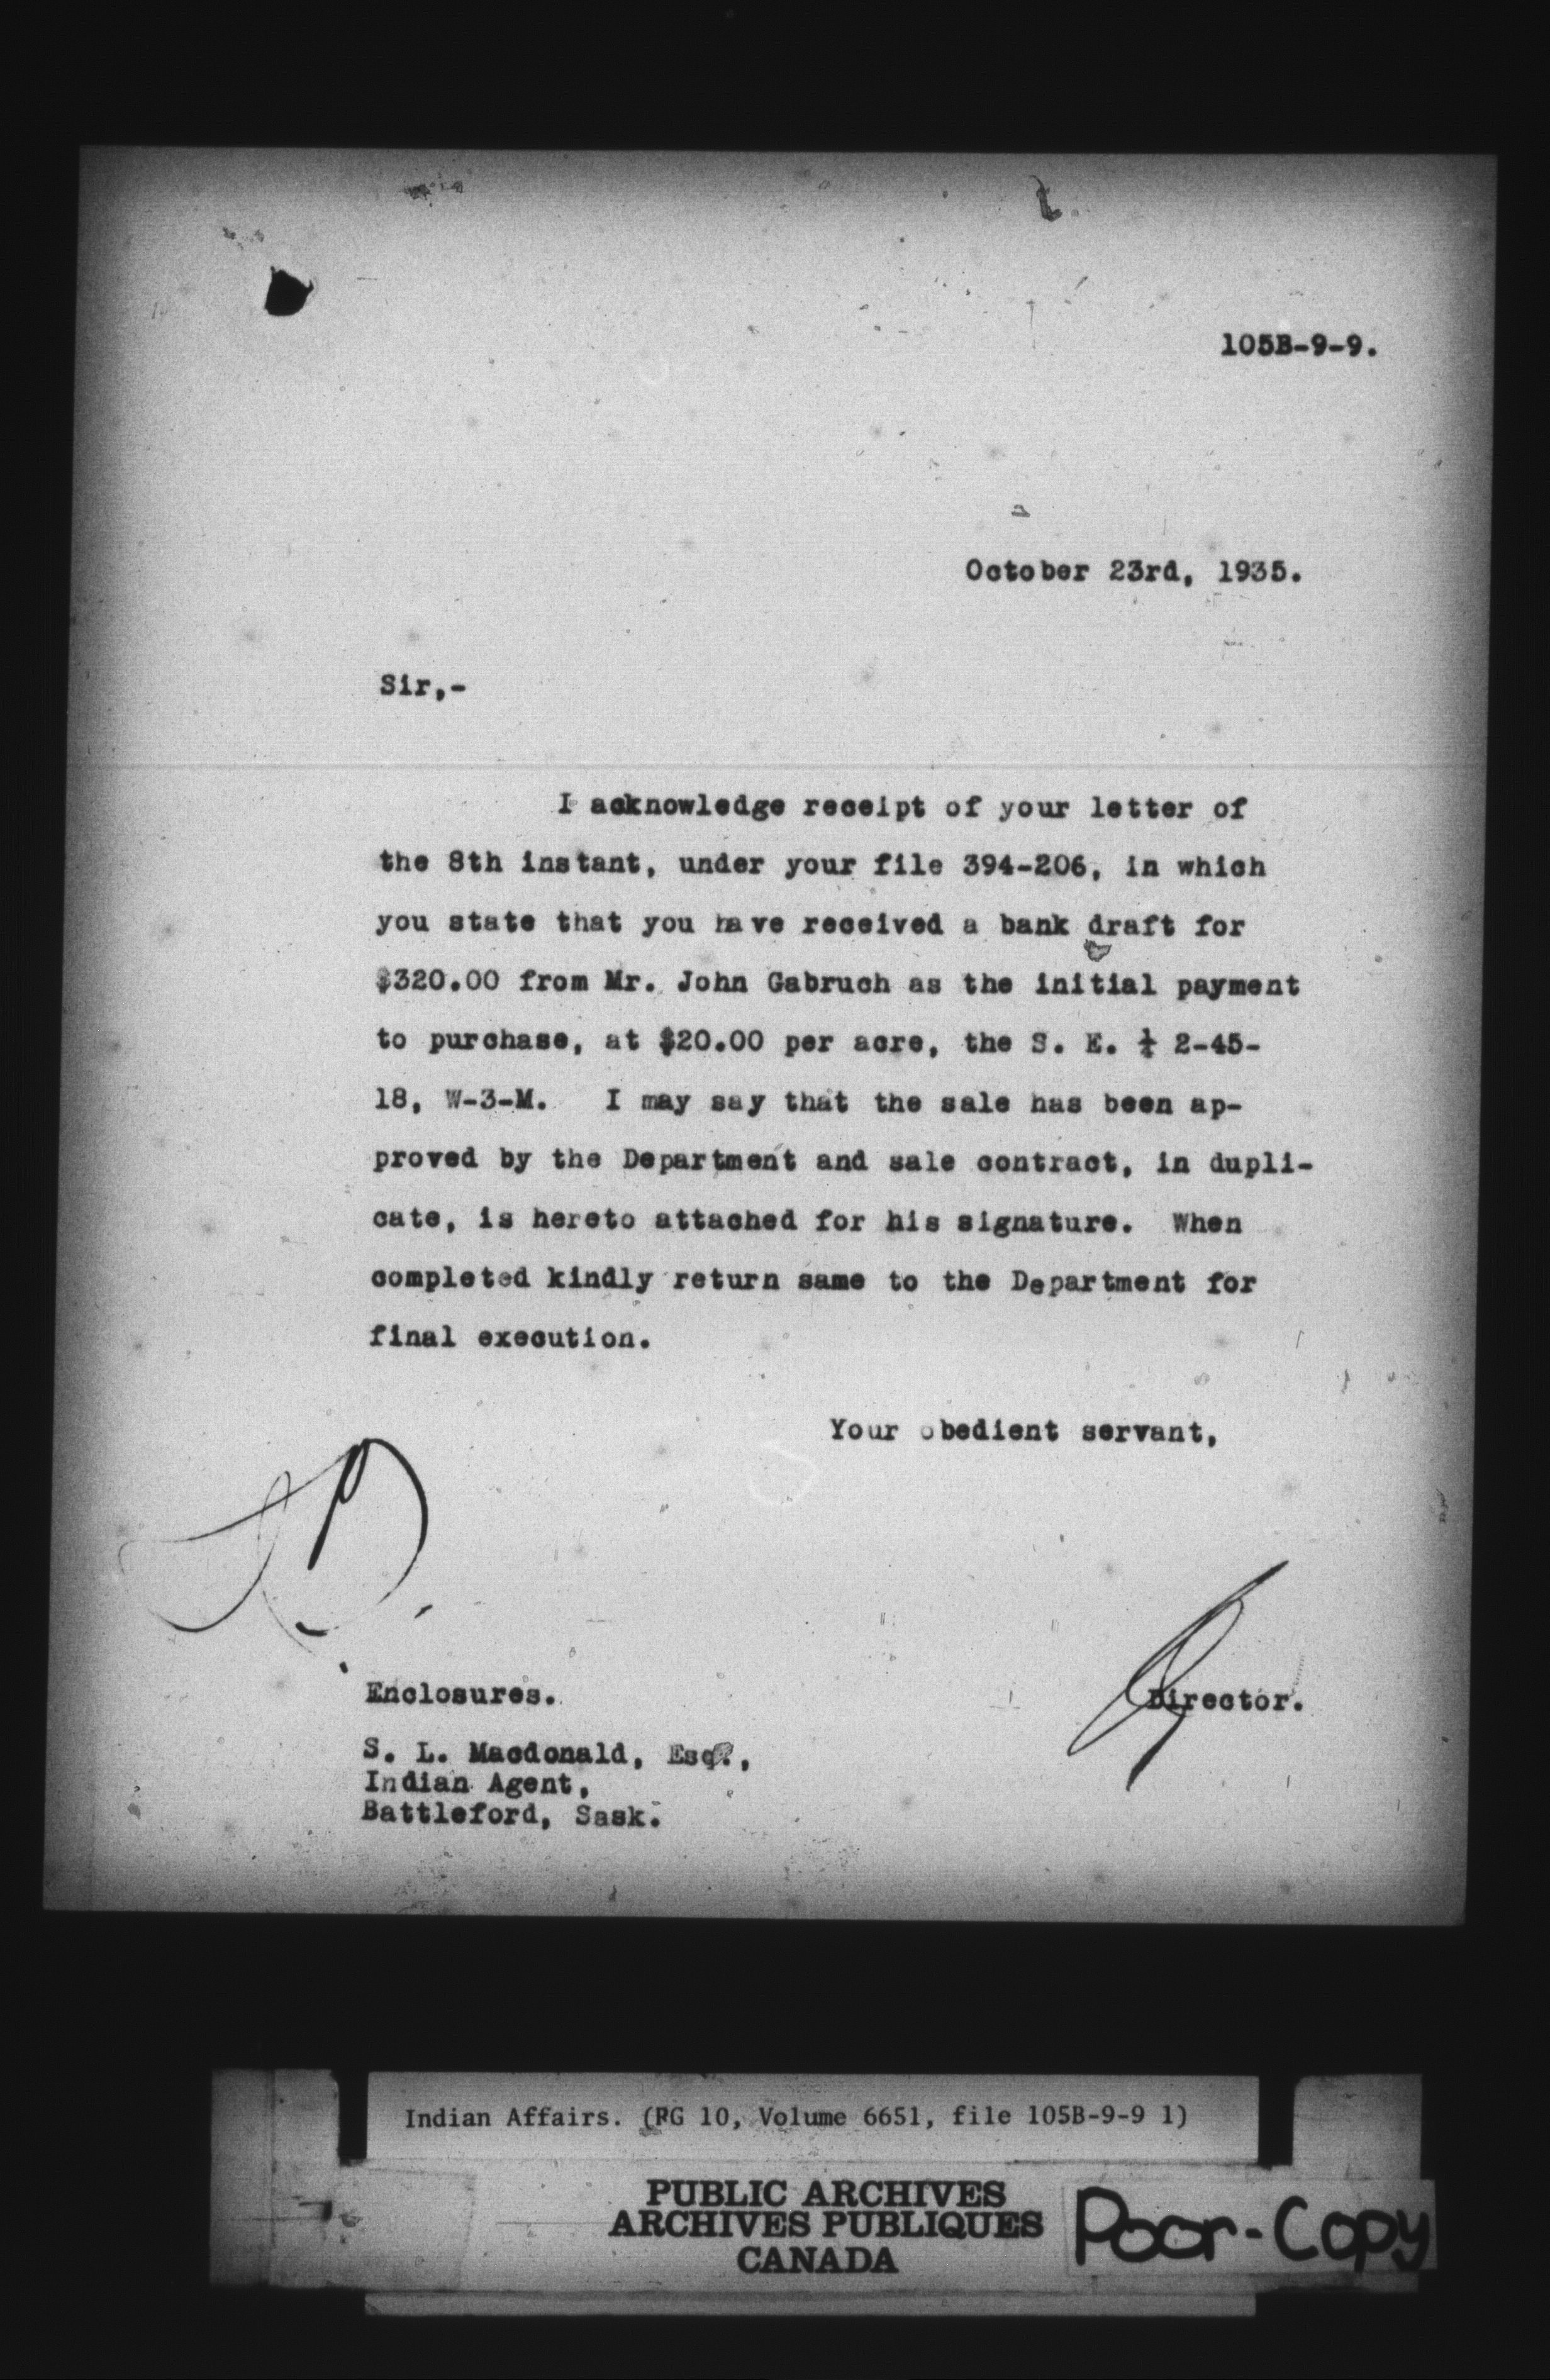 105B-9-9.
October 23rd, 1935.
Sir,-
I acknowledge receipt of your letter of
the 8th instant, under your file 394-206, in which
you state that you have received a bank draft for
$320.00 from Mr. John Gabruch as the initial payment
to purchase, at $20.00 per acre, the S. E. ¼ 2-45-
18, W-3-M. I may say that the sale has been ap-
proved by the Department and sale contract, in dupli-
cate, is hereto attached for his signature. When
completed kindly return same to the Department for
final execution.
Your obedient servant,
Enclosures.
Director.
S. L. Macdonald, Esq.,
Indian Agent,
Battleford, Sask.
Indian Affairs. (RG 10, Volume 6651, file 105B-9-9 1)
PUBLIC ARCHIVES
ARCHIVES PUBLIQUES
CANADA
Poor-Copy